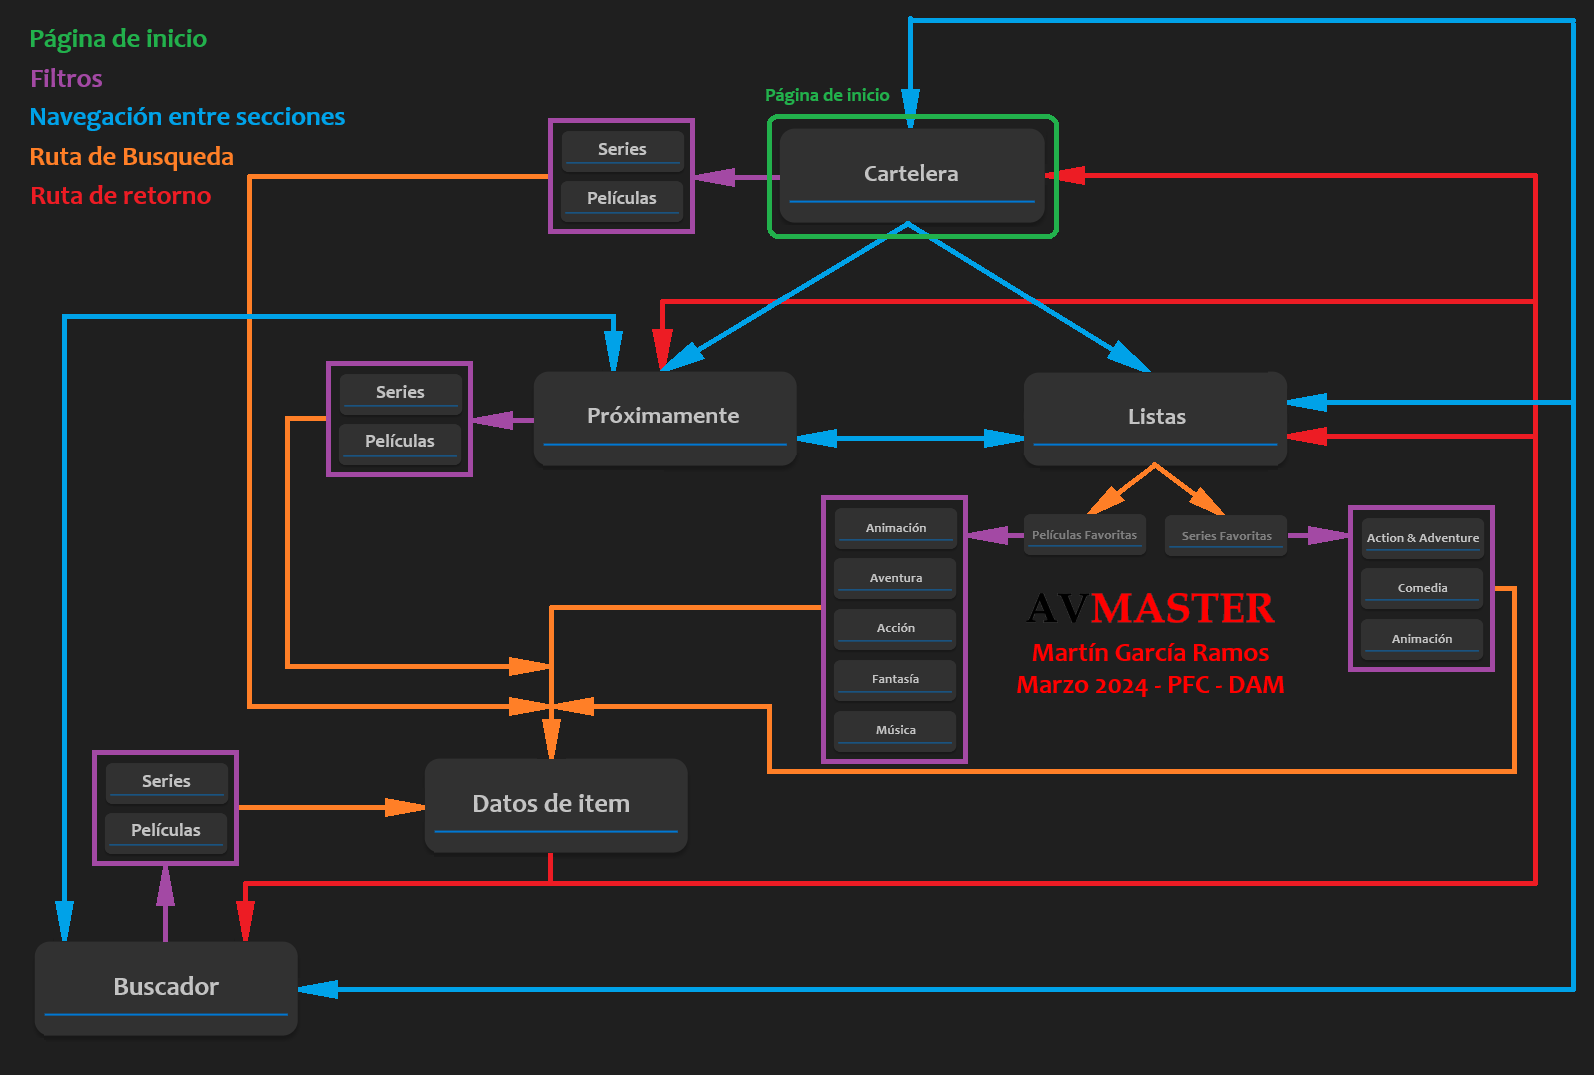 Página de inicio
Filtros
Navegación entre secciones
Ruta de Busqueda
Ruta de retorno
Página de inicio
Cartelera
Series
Películas
Próximamente
Series
Películas
Listas
Películas Favoritas
Series Favoritas
Animación
Aventura
Acción
Fantasía
Música
Action & Adventure
Comedia
Animación
AVMASTER
Martín García Ramos
Marzo 2024 - PFC - DAM
Datos de item
Series
Películas
Buscador